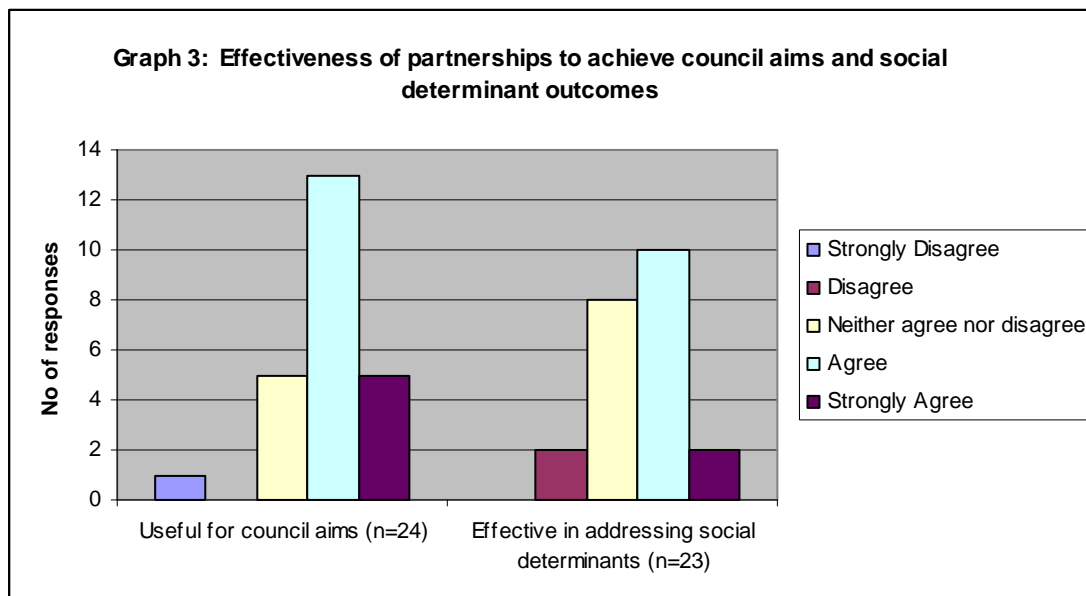 Graph 3:  Effectiveness of partnerships to achieve council aims and social
determinant outcomes
14
12
10
8
6
4
2
0
No of responses
Useful for council aims (n=24)
Effective in addressing social
determinants (n=23)
Strongly Disagree
Disagree
Neither agree nor disagree
Agree
Strongly Agree